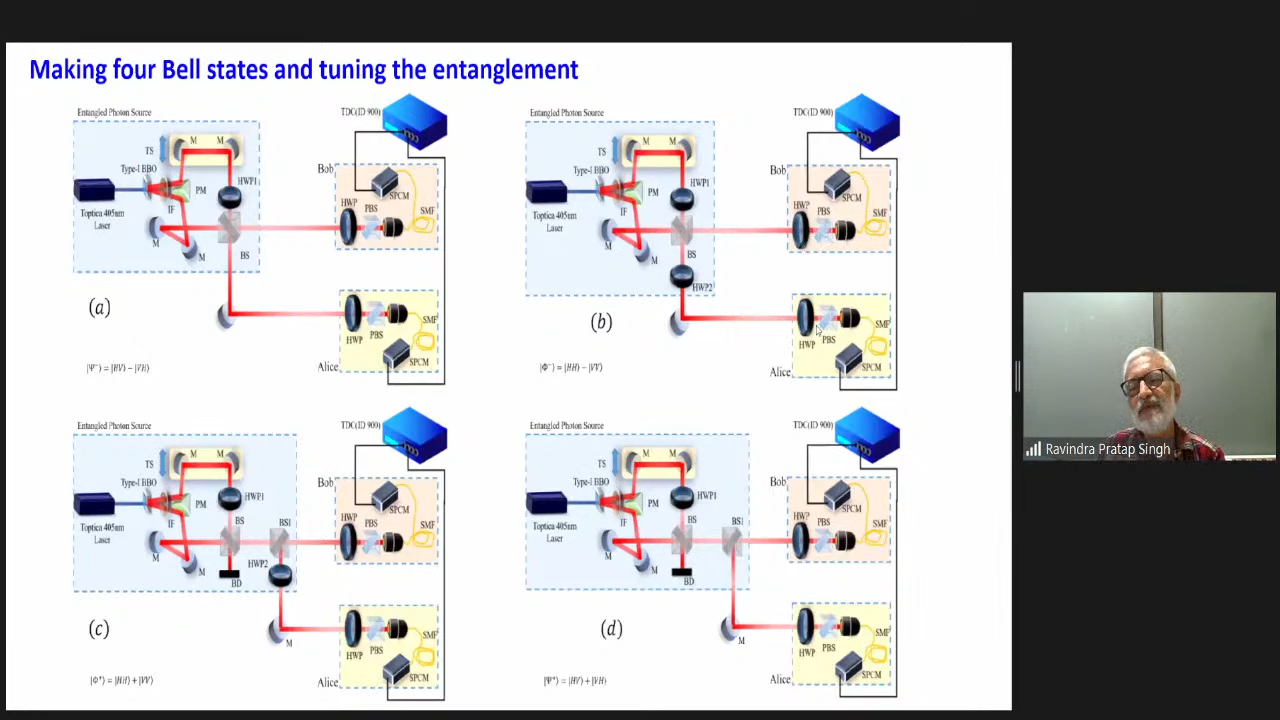 Making four Bell states and tuning the entanglement
Entangled Photon Source
TDC(ID 900)
M
M
TS
Type-I BBO
PM
HWP1
IF
Toptica 405nm
Laser
M
M
BS
Bob
SPCM
HWP
PBS
SMF
HWP
PBS
SMF
SPCM
Alice
(a)
|Ψ⁻⟩ = |HV⟩ − |VH⟩
Entangled Photon Source
TDC(ID 900)
M
M
TS
Type-I BBO
PM
HWP1
IF
Toptica 405nm
Laser
M
M
BS
HWP2
Bob
SPCM
HWP
PBS
SMF
HWP
PBS
SMF
SPCM
Alice
(b)
|Φ⁻⟩ = |HH⟩ − |VV⟩
Entangled Photon Source
TDC(ID 900)
M
M
TS
Type-I BBO
PM
HWP1
IF
Toptica 405nm
Laser
M
M
BS
BS1
HWP2
BD
M
Bob
SPCM
HWP
PBS
SMF
HWP
PBS
SMF
SPCM
Alice
(c)
|Φ⁺⟩ = |HH⟩ + |VV⟩
Entangled Photon Source
TDC(ID 900)
M
M
TS
Type-I BBO
PM
HWP1
IF
Toptica 405nm
Laser
M
M
BS
BS1
BD
M
Bob
SPCM
HWP
PBS
SMF
HWP
PBS
SMF
SPCM
Alice
(d)
|Ψ⁺⟩ = |HV⟩ + |VH⟩
Ravindra Pratap Singh